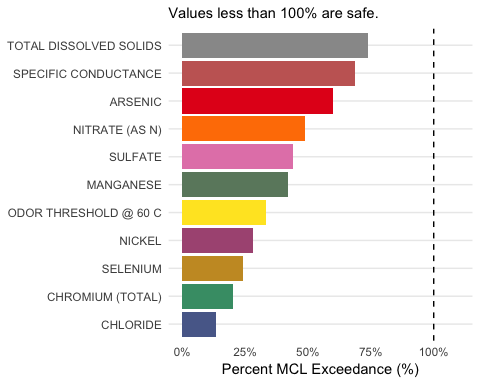 Values less than 100% are safe.
TOTAL DISSOLVED SOLIDS
SPECIFIC CONDUCTANCE
ARSENIC
NITRATE (AS N)
SULFATE
MANGANESE
ODOR THRESHOLD @ 60 C
NICKEL
SELENIUM
CHROMIUM (TOTAL)
CHLORIDE
0% 25% 50% 75% 100%
Percent MCL Exceedance (%)